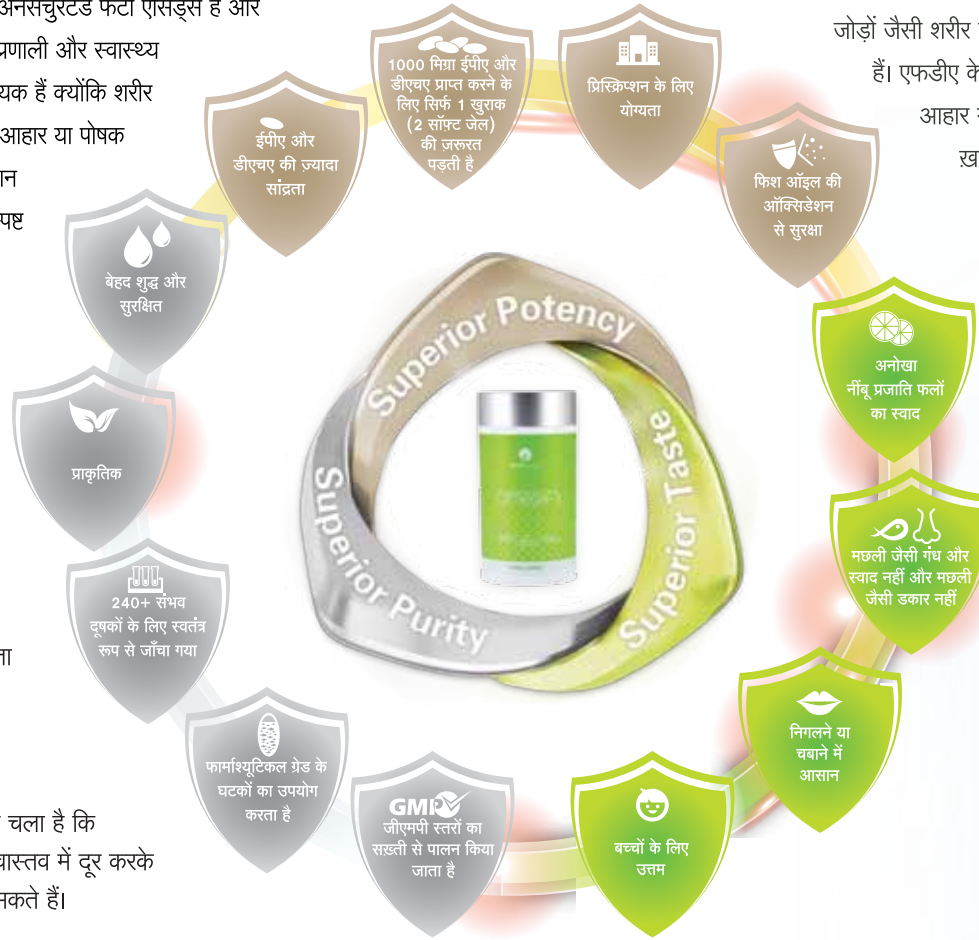 अनसेचुरेटेड फैटी एसिड्स हैं और
प्रणाली और स्वास्थ्य
यक हैं क्योंकि शरीर
आहार या पोषक
ान
पष्ट
जोड़ों जैसी शरीर
हैं। एफडीए के
आहार
ख़
1000 मिग्रा ईपीए और
डीएचए प्राप्त करने के
लिए सिर्फ 1 खुराक
(2 सॉफ़्ट जेल)
की ज़रूरत
पड़ती है
प्रिस्क्रिप्शन के लिए
योग्यता
ईपीए और
डीएचए की ज़्यादा
सांद्रता
फिश ऑइल की
ऑक्सिडेशन
से सुरक्षा
बेहद शुद्ध और
सुरक्षित
अनोखा
नींबू प्रजाति फलों
का स्वाद
प्राकृतिक
Superior Potency
Superior Taste
Superior Purity
मछली जैसी गंध और
स्वाद नहीं और मछली
जैसी डकार नहीं
240+ संभव
दूषकों के लिए स्वतंत्र
रूप से जाँचा गया
निगलने या
चबाने में
आसान
फार्माश्यूटिकल ग्रेड के
घटकों का उपयोग
करता है
GMP
जीएमपी स्तरों का
सख़्ती से पालन किया
जाता है
बच्चों के लिए
उत्तम
ता
चला है कि
वास्तव में दूर करके
सकते हैं।